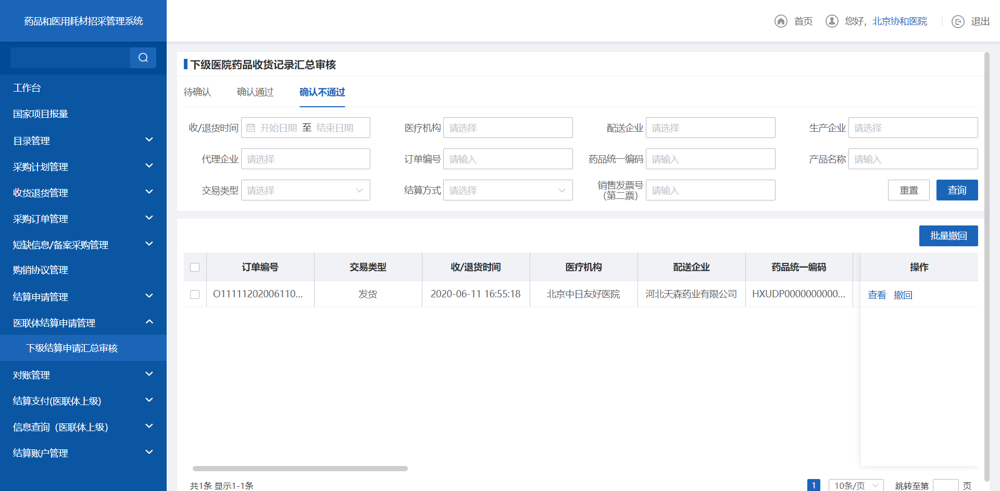 药品和医用耗材招采管理系统
首页
您好，北京协和医院
退出
工作台
国家项目报量
目录管理
采购计划管理
收货退货管理
采购订单管理
短缺信息/备案采购管理
购销协议管理
结算申请管理
医联体结算申请管理
下级结算申请汇总审核
对账管理
结算支付(医联体上级)
信息查询（医联体上级）
结算账户管理
下级医院药品收货记录汇总审核
待确认 确认通过 确认不通过
收/退货时间 开始日期 至 结束日期 医疗机构 请选择 配送企业 请选择 生产企业 请选择
代理企业 请选择 订单编号 请输入 药品统一编码 请输入 产品名称 请输入
交易类型 请选择 结算方式 请选择 销售发票号（第二票） 请输入 重置 查询
批量撤回
订单编号 交易类型 收/退货时间 医疗机构 配送企业 药品统一编码 操作
O11111202006110... 发货 2020-06-11 16:55:18 北京中日友好医院 河北天森药业有限公司 HXUDP0000000000... 查看 撤回
共1条 显示1-1条 1 10条/页 跳转至第 页